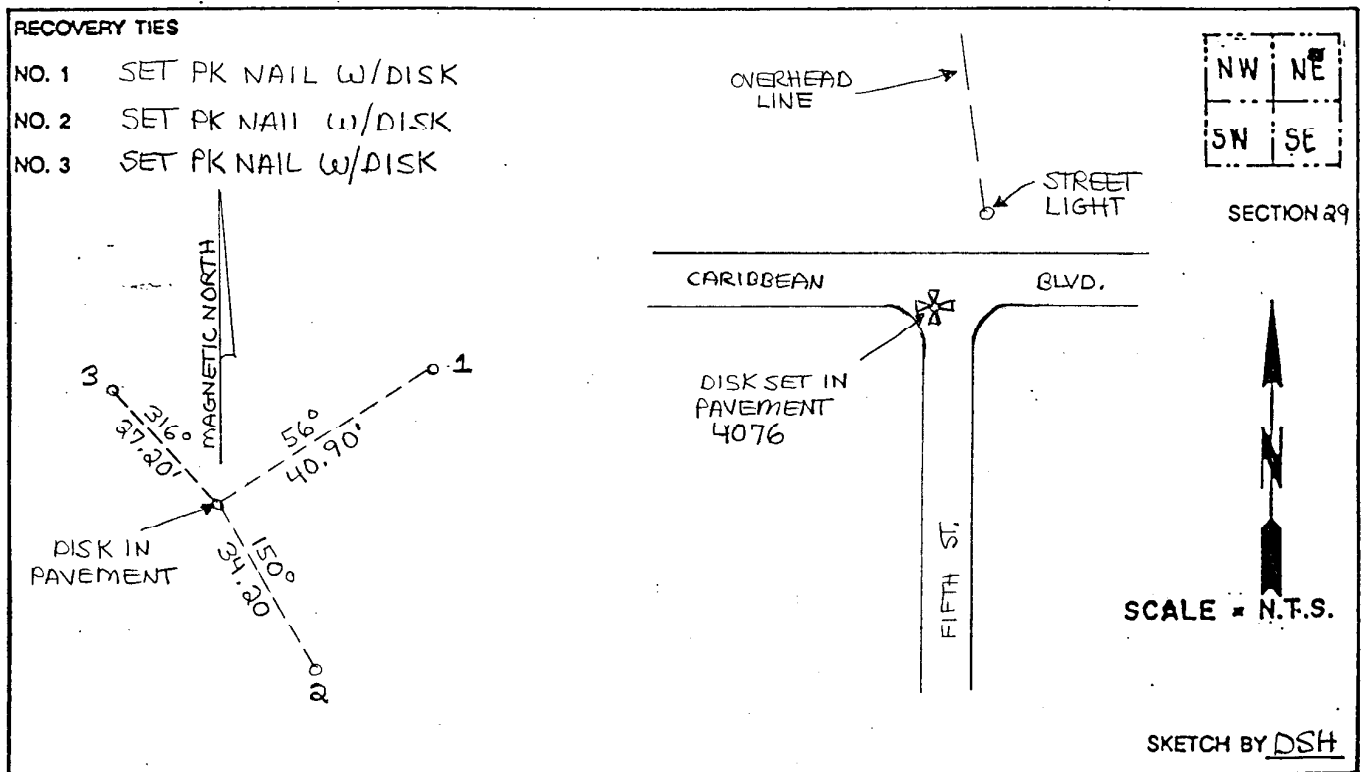 RECOVERY TIES
NO. 1 SET PK NAIL W/DISK
NO. 2 SET PK NAIL W/DISK
NO. 3 SET PK NAIL W/DISK
MAGNETIC NORTH
3
316°
27.20'
1
56°
40.90'
DISK IN
PAVEMENT
150°
34.20
2
OVERHEAD
LINE
STREET
LIGHT
CARIBBEAN BLVD.
DISK SET IN
PAVEMENT
4076
FIFTH ST.
NW NE
SW SE
SECTION 29
N
SCALE = N.T.S.
SKETCH BY DSH